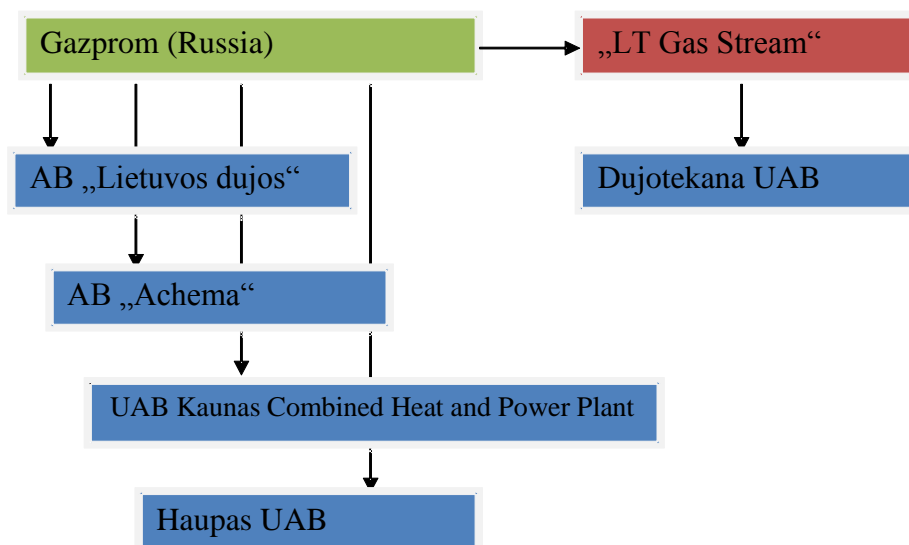 Gazprom (Russia)
„LT Gas Stream“
AB „Lietuvos dujos“
Dujotekana UAB
AB „Achema“
UAB Kaunas Combined Heat and Power Plant
Haupas UAB